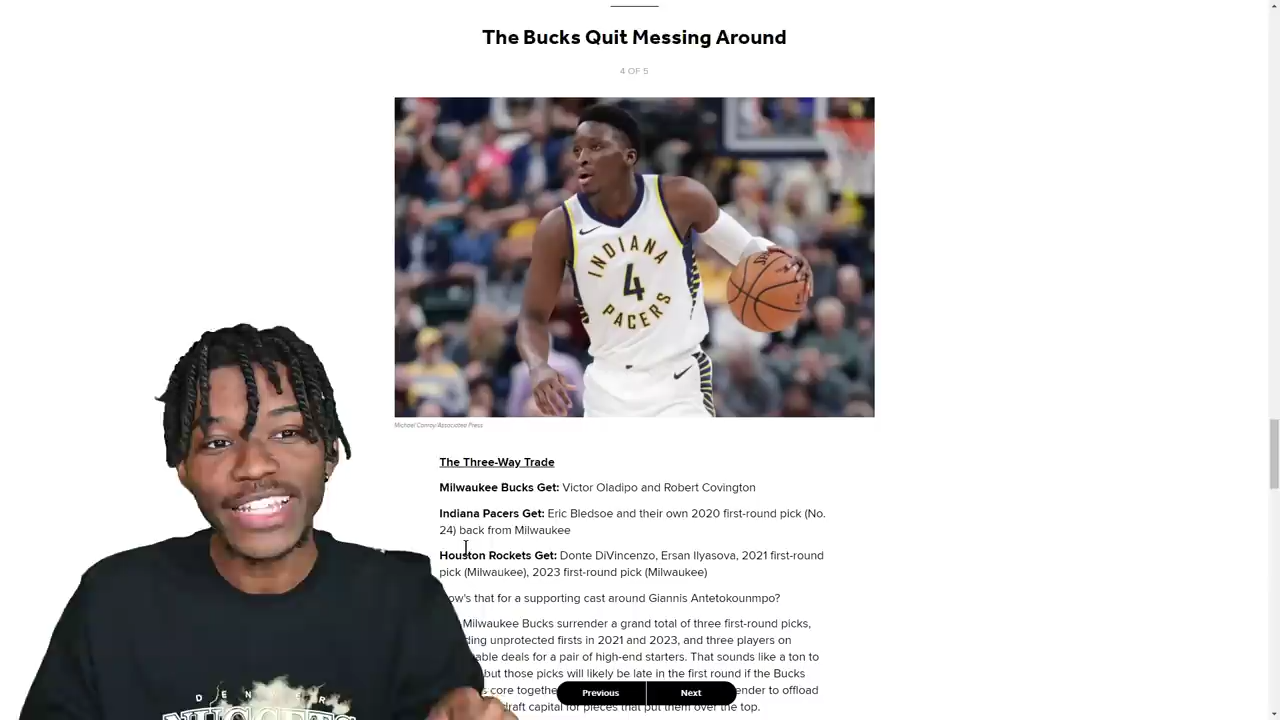 The Bucks Quit Messing Around
4 OF 5
INDIANA
4
PACERS
Michael Conroy/Associated Press
The Three-Way Trade
Milwaukee Bucks Get: Victor Oladipo and Robert Covington
Indiana Pacers Get: Eric Bledsoe and their own 2020 first-round pick (No.
24) back from Milwaukee
Houston Rockets Get: Donte DiVincenzo, Ersan Ilyasova, 2021 first-round
pick (Milwaukee), 2023 first-round pick (Milwaukee)
ow's that for a supporting cast around Giannis Antetokounmpo?
Milwaukee Bucks surrender a grand total of three first-round picks,
ding unprotected firsts in 2021 and 2023, and three players on
able deals for a pair of high-end starters. That sounds like a ton to
but those picks will likely be late in the first round if the Bucks
s core togethe
ender to offload
draft capital for pieces that put them over the top.
Previous
Next
DENVER
NUGGETS